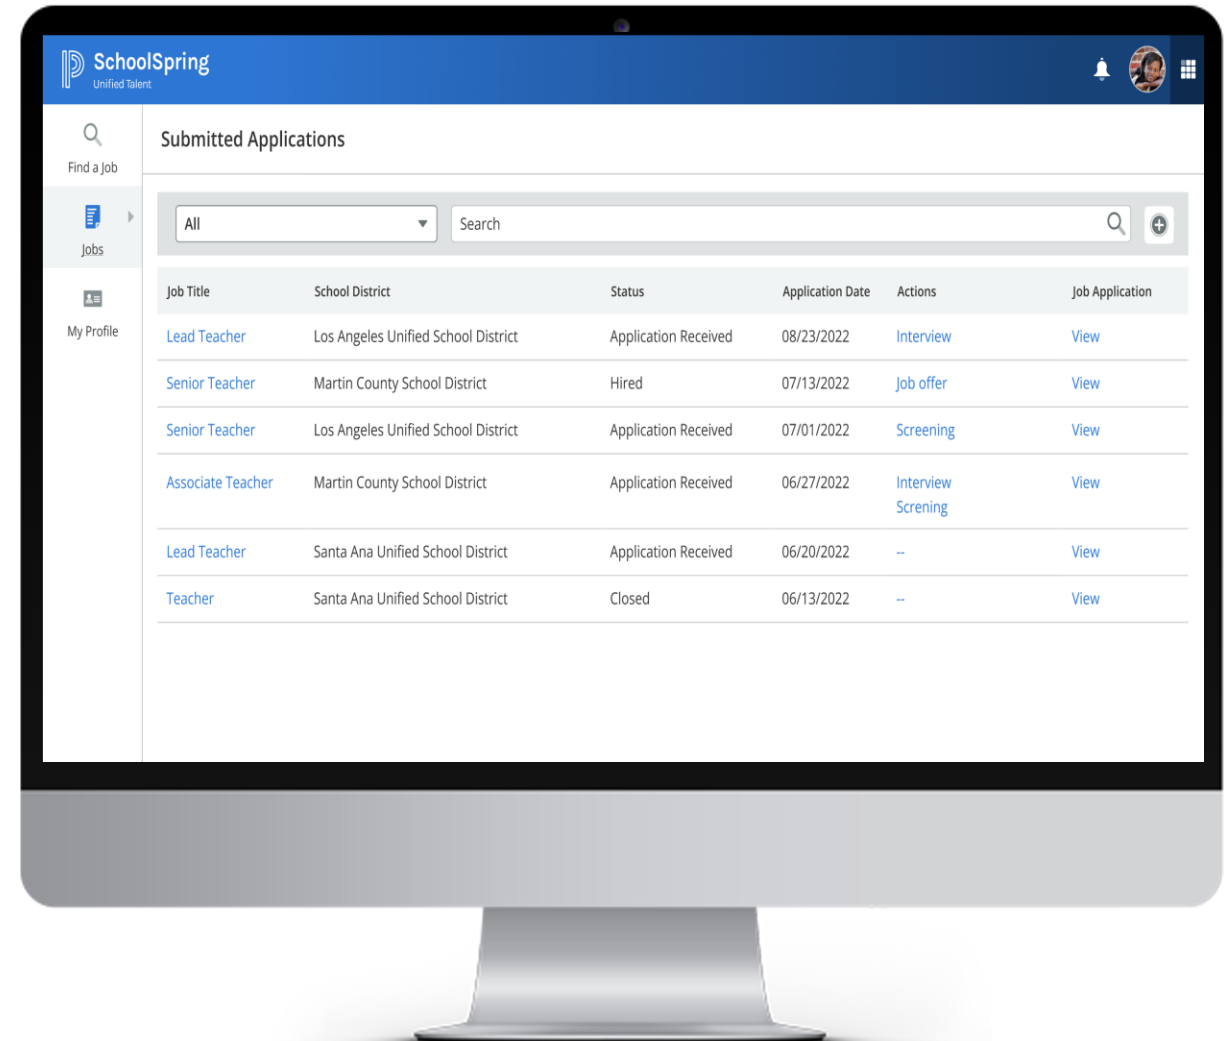 SchoolSpring
Unified Talent
Find a Job
Jobs
My Profile
Submitted Applications
All
Search
Job Title School District Status Application Date Actions Job Application
Lead Teacher Los Angeles Unified School District Application Received 08/23/2022 Interview View
Senior Teacher Martin County School District Hired 07/13/2022 Job offer View
Senior Teacher Los Angeles Unified School District Application Received 07/01/2022 Screening View
Associate Teacher Martin County School District Application Received 06/27/2022 Interview View
Screning
Lead Teacher Santa Ana Unified School District Application Received 06/20/2022 -- View
Teacher Santa Ana Unified School District Closed 06/13/2022 -- View